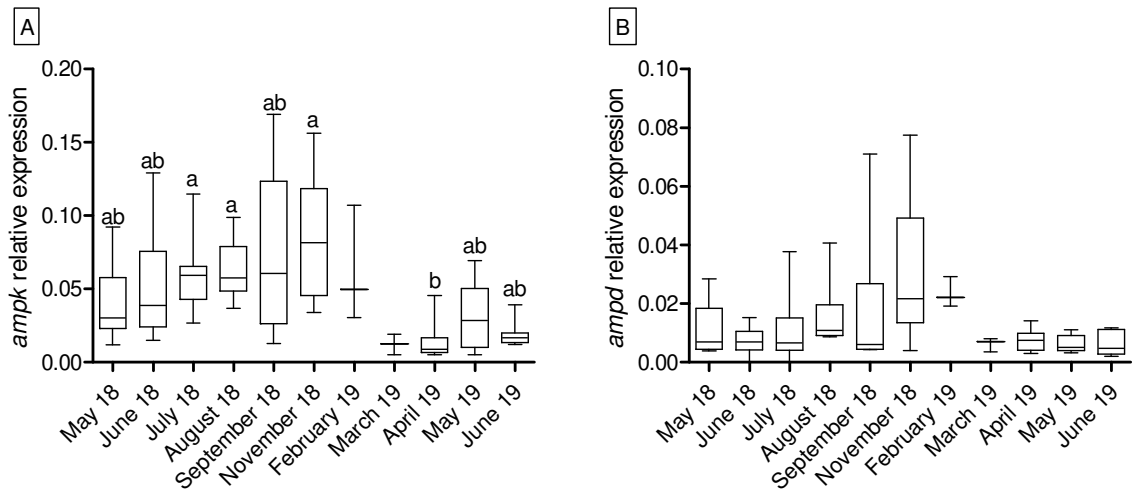 A
ampk relative expression
0.20
0.15
0.10
0.05
0.00
ab
ab
a
a
ab
a
b
ab
ab
May 18
June 18
July 18
August 18
September 18
November 18
February 19
March 19
April 19
May 19
June 19
B
ampd relative expression
0.10
0.08
0.06
0.04
0.02
0.00
May 18
June 18
July 18
August 18
September 18
November 18
February 19
March 19
April 19
May 19
June 19